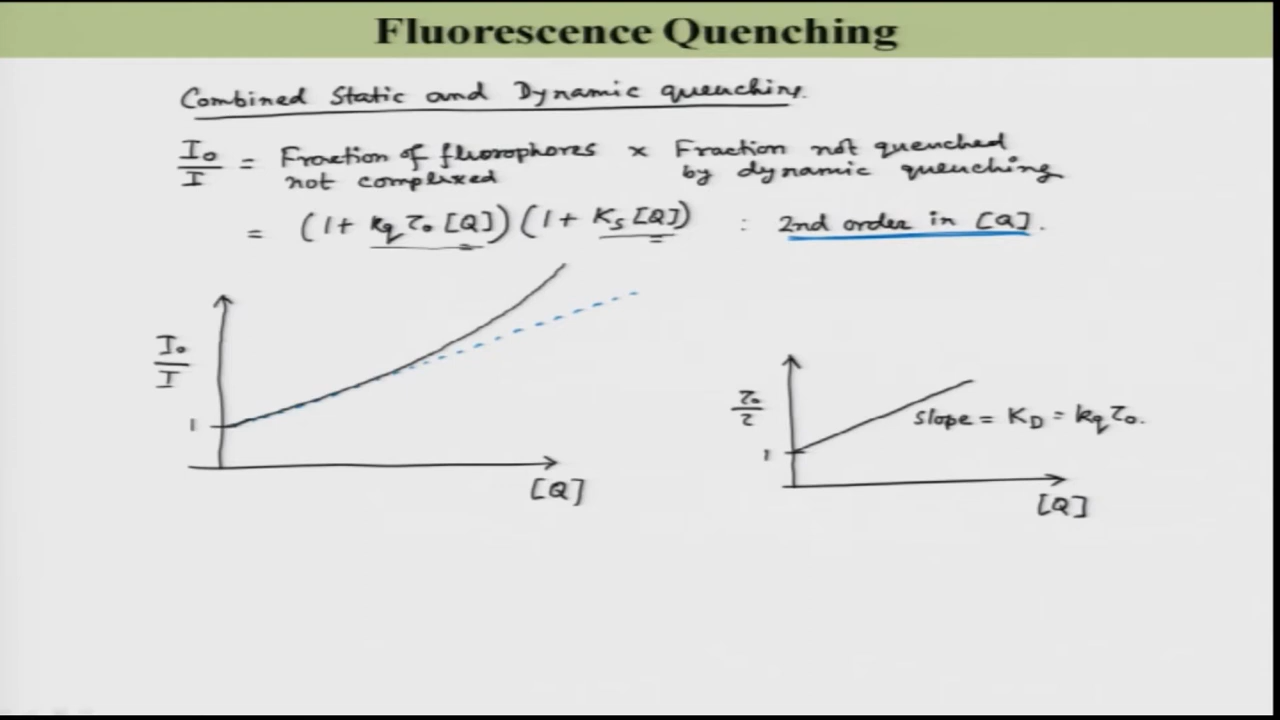 Fluorescence Quenching
Combined Static and Dynamic quenching.
I₀/I = Fraction of fluorophores not complexed × Fraction not quenched by dynamic quenching
= (1 + kq τ₀ [Q]) (1 + Ks [Q]) : 2nd order in [Q].
I₀/I
1
[Q]
τ₀/τ
slope = K_D = kq τ₀.
1
[Q]